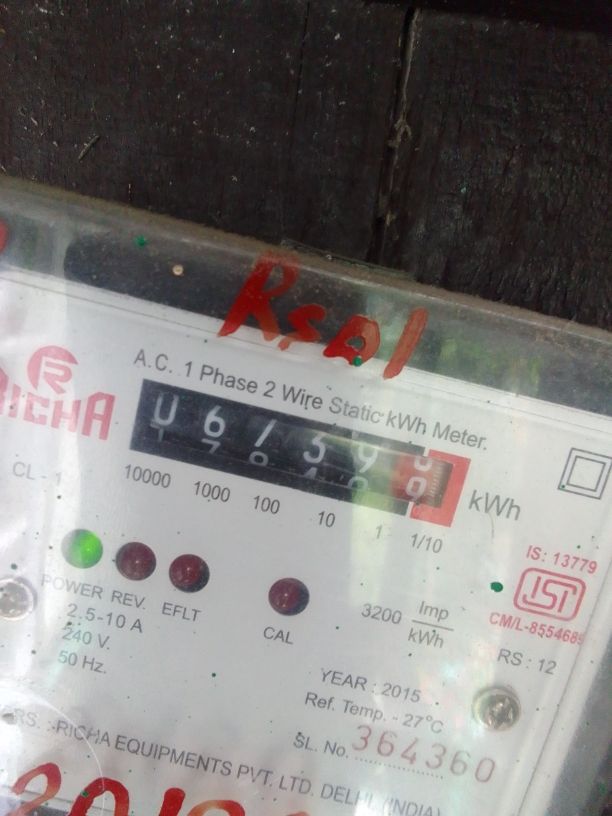 Rsd1
RICHA
A.C. 1 Phase 2 Wire Static kWh Meter.
CL - 1
10000 1000 100 10 1 1/10
kWh
IS: 13779
ISI
CM/L-8554685
POWER REV. EFLT
CAL
3200 Imp
kWh
2.5-10 A
240 V.
50 Hz.
RS : 12
YEAR : 2015
Ref. Temp. - 27°C
SL. No. 364360
RS. :-RICHA EQUIPMENTS PVT. LTD. DELHI (INDIA)